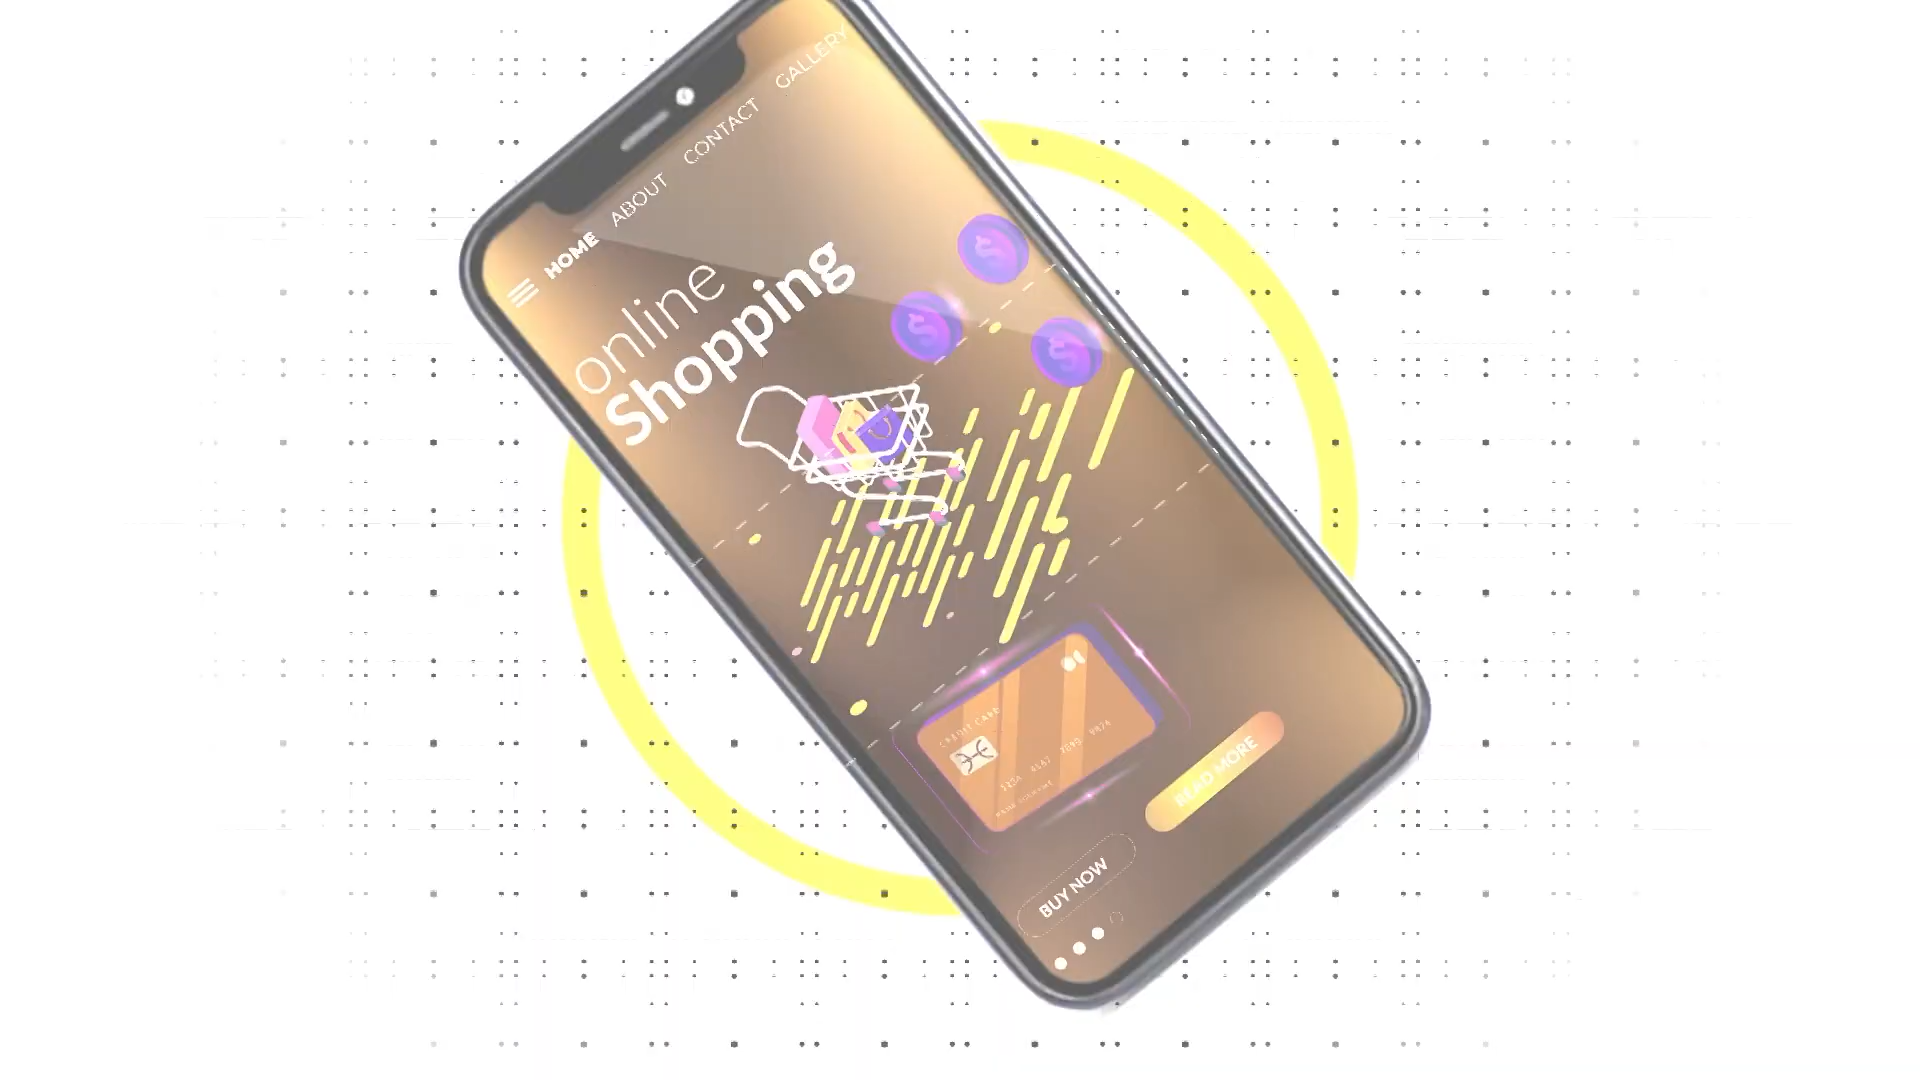 HOME ABOUT CONTACT GALLERY
online
Shopping
CREDIT CARD
READ MORE
BUY NOW